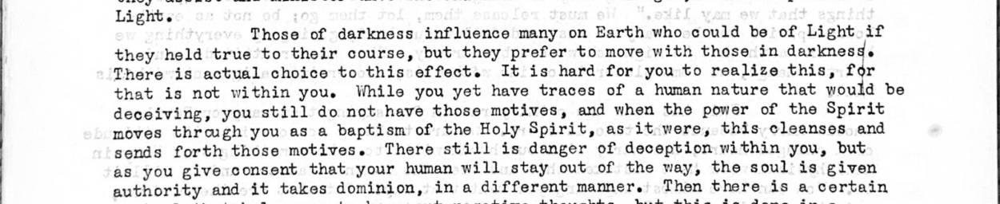 Light.
Those of darkness influence many on Earth who could be of Light if
they held true to their course, but they prefer to move with those in darkness.
There is actual choice to this effect. It is hard for you to realize this, for
that is not within you. While you yet have traces of a human nature that would be
deceiving, you still do not have those motives, and when the power of the Spirit
moves through you as a baptism of the Holy Spirit, as it were, this cleanses and
sends forth those motives. There still is danger of deception within you, but
as you give consent that your human will stay out of the way, the soul is given
authority and it takes dominion, in a different manner. Then there is a certain